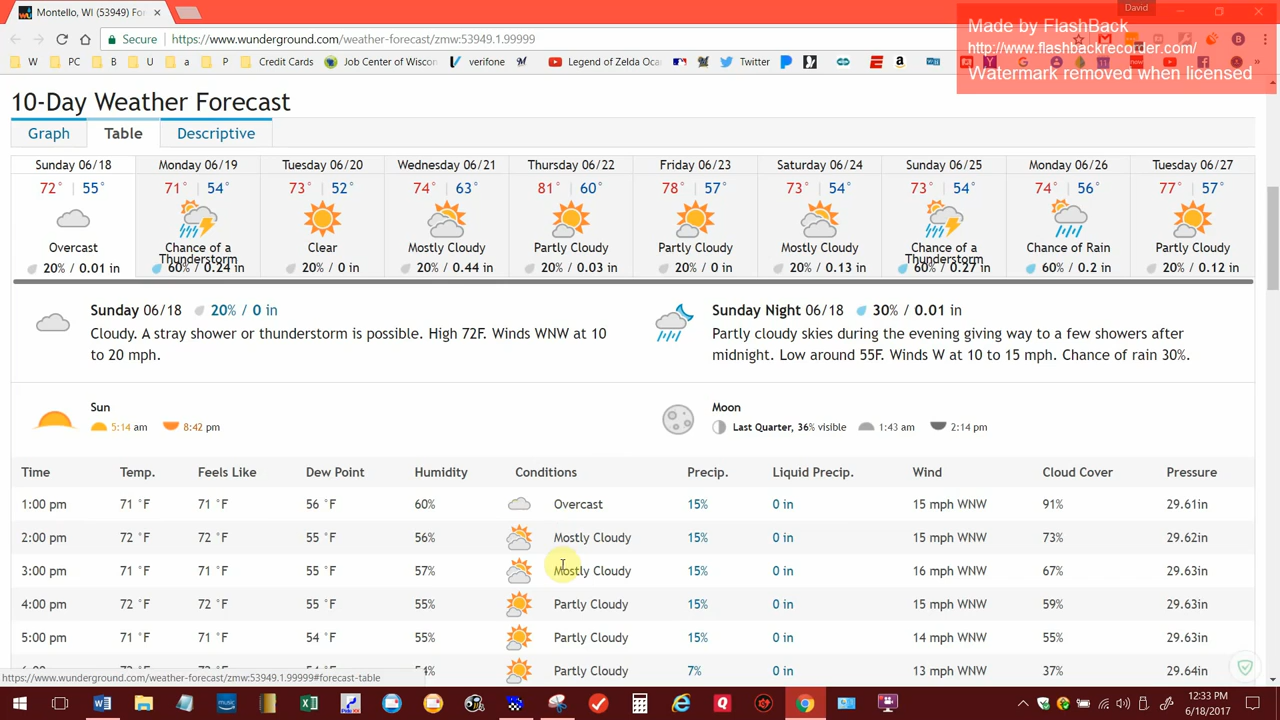 David
Montello, WI (53949) Fo
Made by FlashBack
http://www.flashbackrecorder.com/
Watermark removed when licensed
Secure https://www.wunderground.com/weather-forecast/zmw:53949.1.99999
W PC B U a P Credit Cards Job Center of Wiscon verifone Legend of Zelda Oca Twitter
10-Day Weather Forecast
Graph Table Descriptive
Sunday 06/18 Monday 06/19 Tuesday 06/20 Wednesday 06/21 Thursday 06/22 Friday 06/23 Saturday 06/24 Sunday 06/25 Monday 06/26 Tuesday 06/27
72° | 55° 71° | 54° 73° | 52° 74° | 63° 81° | 60° 78° | 57° 73° | 54° 73° | 54° 74° | 56° 77° | 57°
Overcast Chance of a Thunderstorm Clear Mostly Cloudy Partly Cloudy Partly Cloudy Mostly Cloudy Chance of a Thunderstorm Chance of Rain Partly Cloudy
20% / 0.01 in 60% / 0.24 in 20% / 0 in 20% / 0.44 in 20% / 0.03 in 20% / 0 in 20% / 0.13 in 60% / 0.27 in 60% / 0.2 in 20% / 0.12 in
Sunday 06/18 20% / 0 in
Cloudy. A stray shower or thunderstorm is possible. High 72F. Winds WNW at 10
to 20 mph.
Sunday Night 06/18 30% / 0.01 in
Partly cloudy skies during the evening giving way to a few showers after
midnight. Low around 55F. Winds W at 10 to 15 mph. Chance of rain 30%.
Sun
5:14 am 8:42 pm
Moon
Last Quarter, 36% visible 1:43 am 2:14 pm
Time Temp. Feels Like Dew Point Humidity Conditions Precip. Liquid Precip. Wind Cloud Cover Pressure
1:00 pm 71 °F 71 °F 56 °F 60% Overcast 15% 0 in 15 mph WNW 91% 29.61in
2:00 pm 72 °F 72 °F 55 °F 56% Mostly Cloudy 15% 0 in 15 mph WNW 73% 29.62in
3:00 pm 71 °F 71 °F 55 °F 57% Mostly Cloudy 15% 0 in 16 mph WNW 67% 29.63in
4:00 pm 72 °F 72 °F 55 °F 55% Partly Cloudy 15% 0 in 15 mph WNW 59% 29.63in
5:00 pm 71 °F 71 °F 54 °F 55% Partly Cloudy 15% 0 in 14 mph WNW 55% 29.63in
Partly Cloudy 7% 0 in 13 mph WNW 37% 29.64in
https://www.wunderground.com/weather-forecast/zmw:53949.1.99999#forecast-table
12:33 PM
6/18/2017